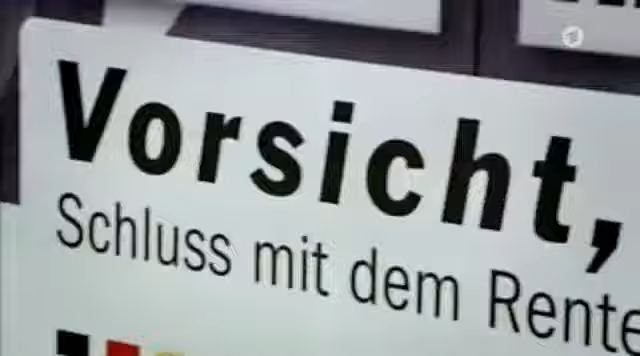 Vorsicht,
Schluss mit dem Rente